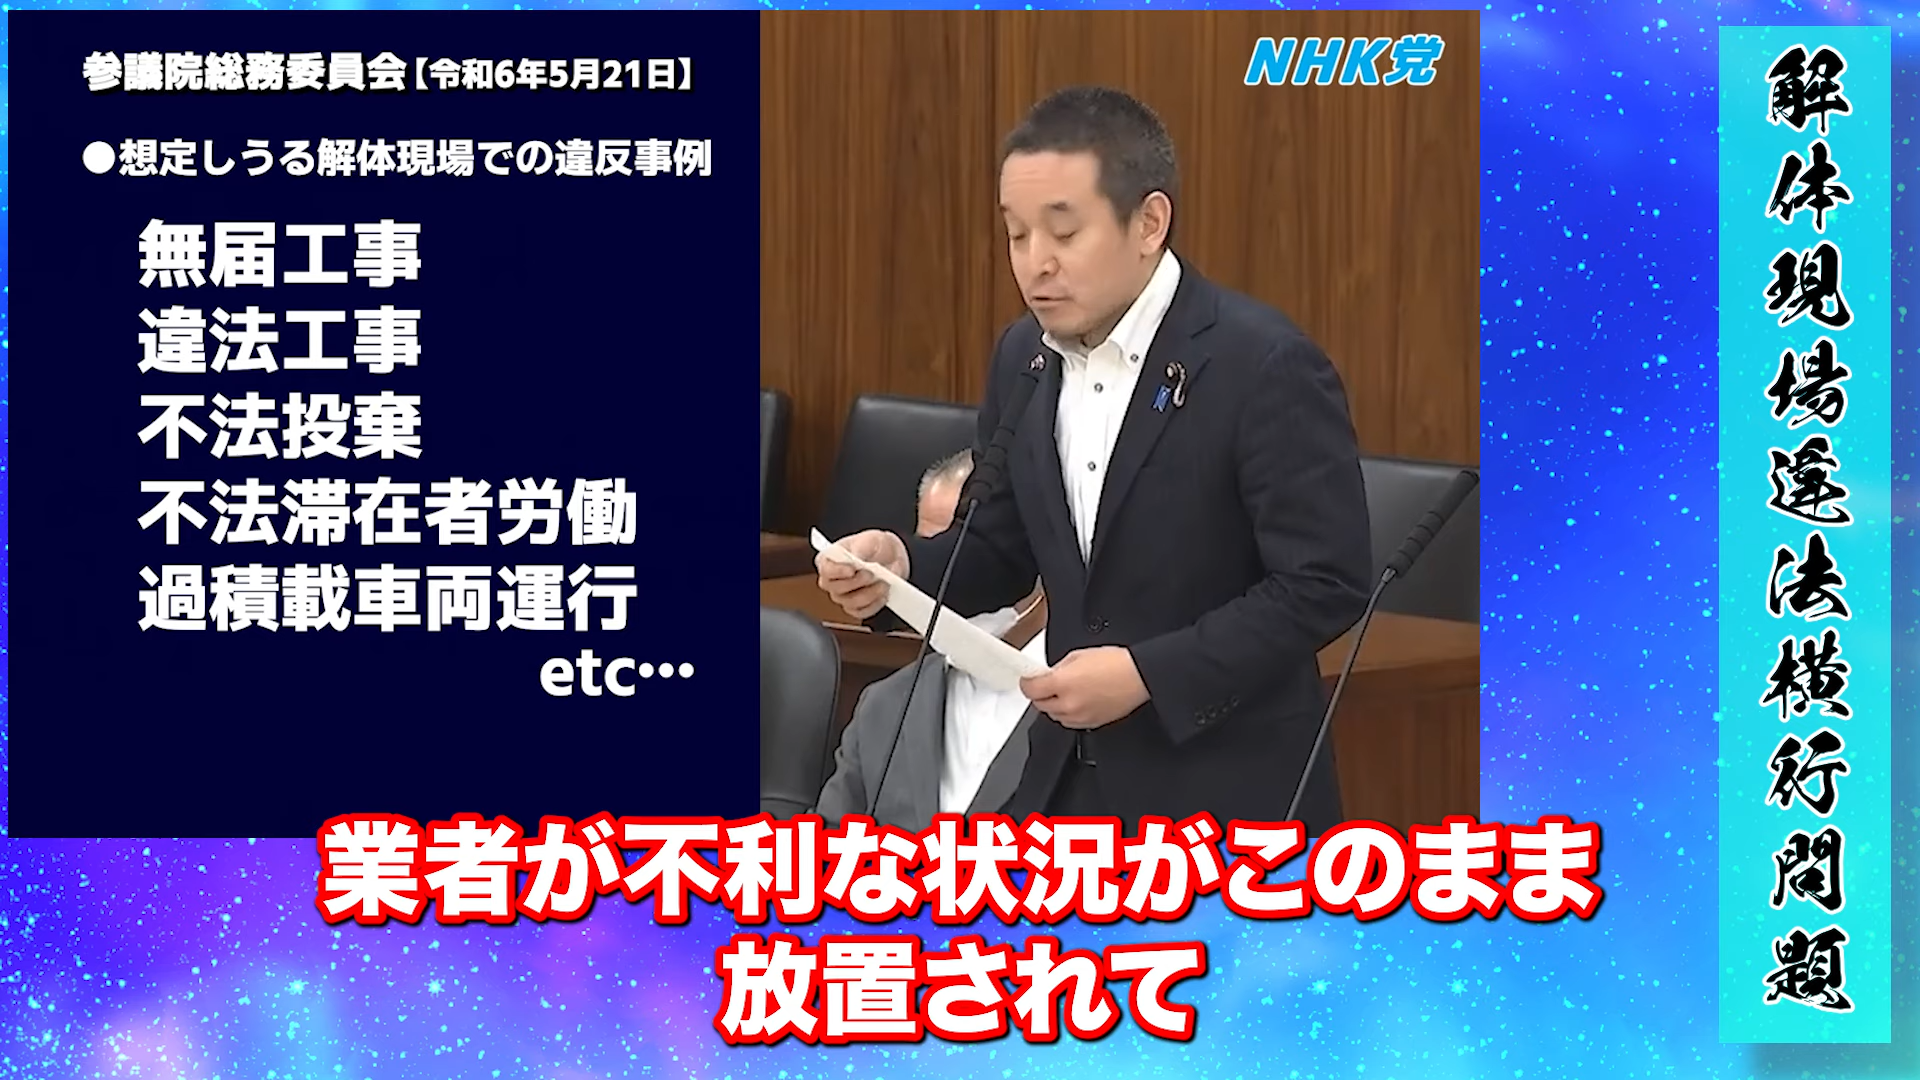 参議院総務委員会【令和6年5月21日】
●想定しうる解体現場での違反事例
無届工事
違法工事
不法投棄
不法滞在者労働
過積載車両運行
etc…
NHK党
解体現場違法横行問題
業者が不利な状況がこのまま
放置されて